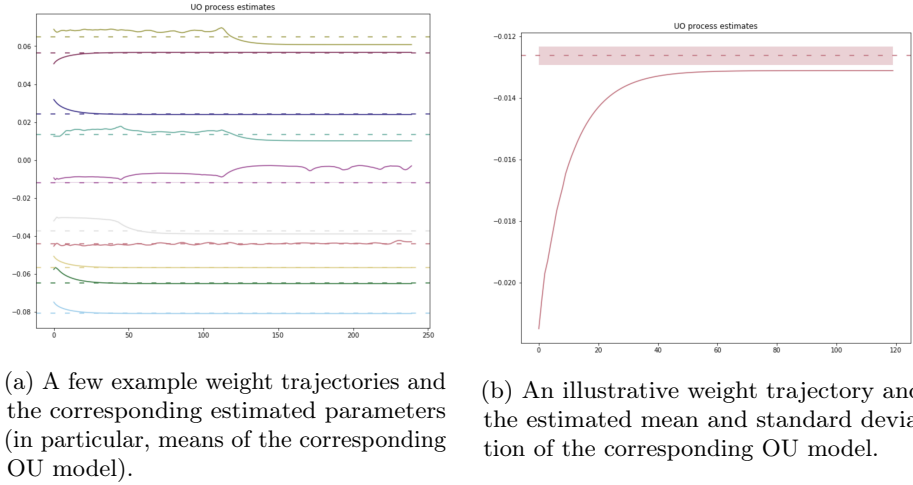 UO process estimates
0.06
0.04
0.02
0.00
−0.02
−0.04
−0.06
−0.08
0 50 100 150 200 250
UO process estimates
−0.012
−0.014
−0.016
−0.018
−0.020
0 20 40 60 80 100 120
(a) A few example weight trajectories and
the corresponding estimated parameters
(in particular, means of the corresponding
OU model).
(b) An illustrative weight trajectory and
the estimated mean and standard devia
tion of the corresponding OU model.